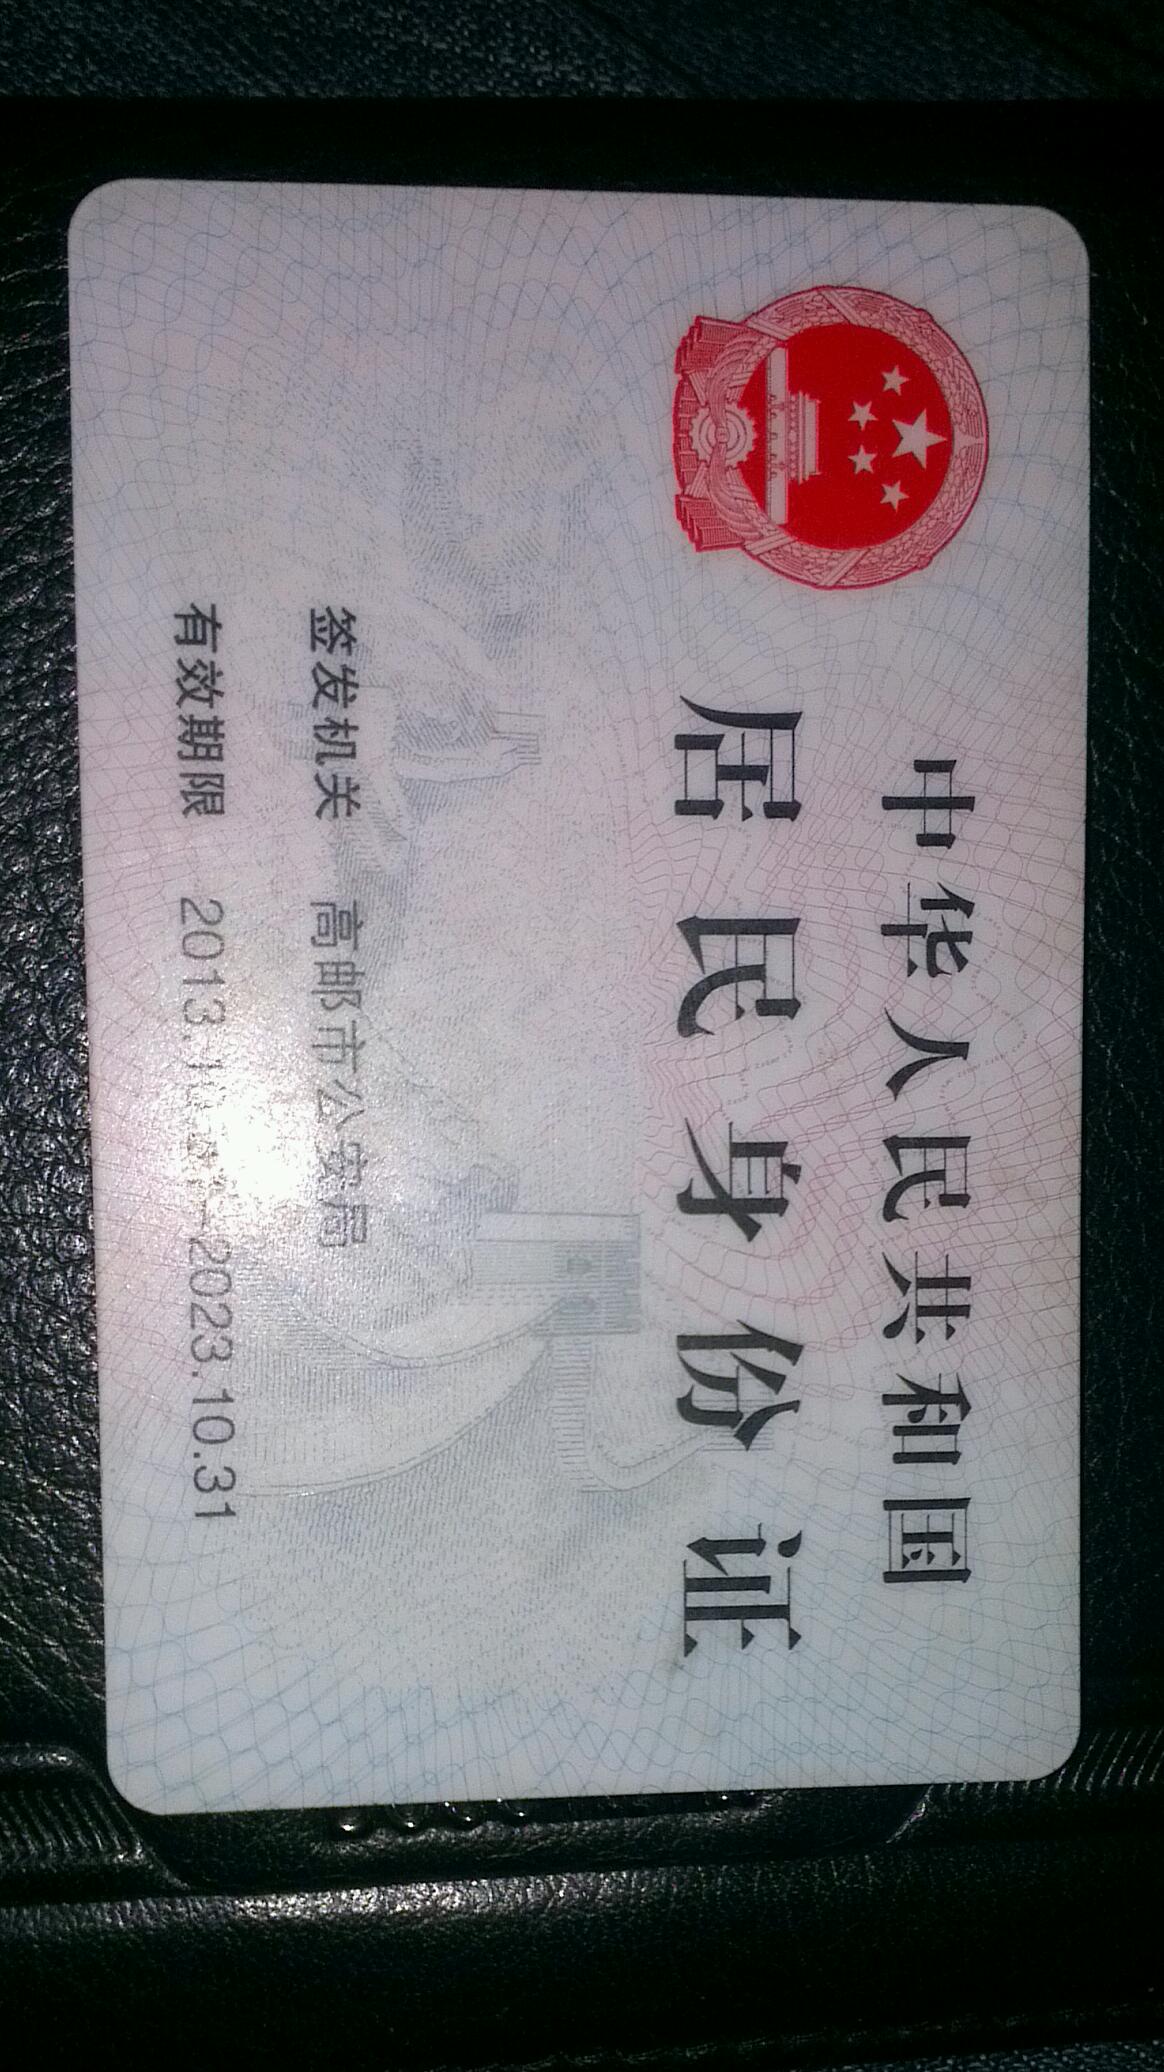 中华人民共和国
居民身份证
签发机关 高邮市公安局
有效期限 2013.10 -2023.10.31